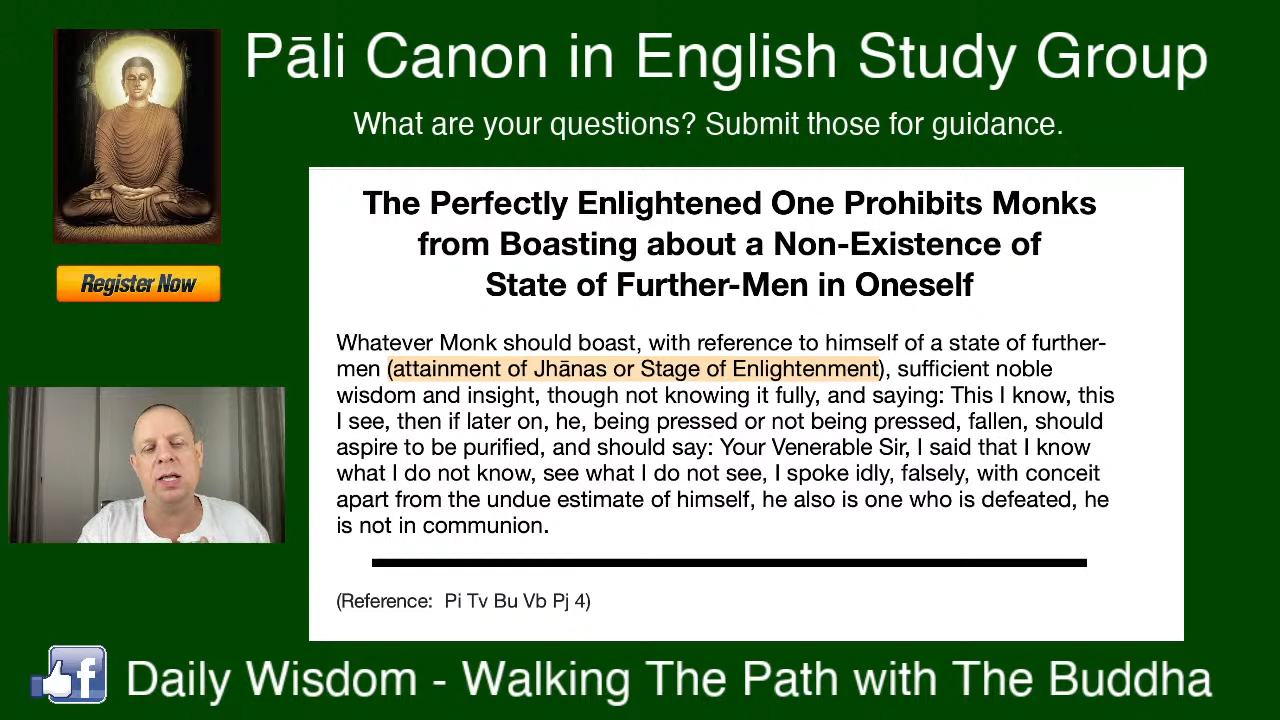 Pāli Canon in English Study Group
What are your questions? Submit those for guidance.
Register Now
The Perfectly Enlightened One Prohibits Monks
from Boasting about a Non-Existence of
State of Further-Men in Oneself
Whatever Monk should boast, with reference to himself of a state of further-
men (attainment of Jhānas or Stage of Enlightenment), sufficient noble
wisdom and insight, though not knowing it fully, and saying: This I know, this
I see, then if later on, he, being pressed or not being pressed, fallen, should
aspire to be purified, and should say: Your Venerable Sir, I said that I know
what I do not know, see what I do not see, I spoke idly, falsely, with conceit
apart from the undue estimate of himself, he also is one who is defeated, he
is not in communion.
(Reference: Pi Tv Bu Vb Pj 4)
f
Daily Wisdom - Walking The Path with The Buddha